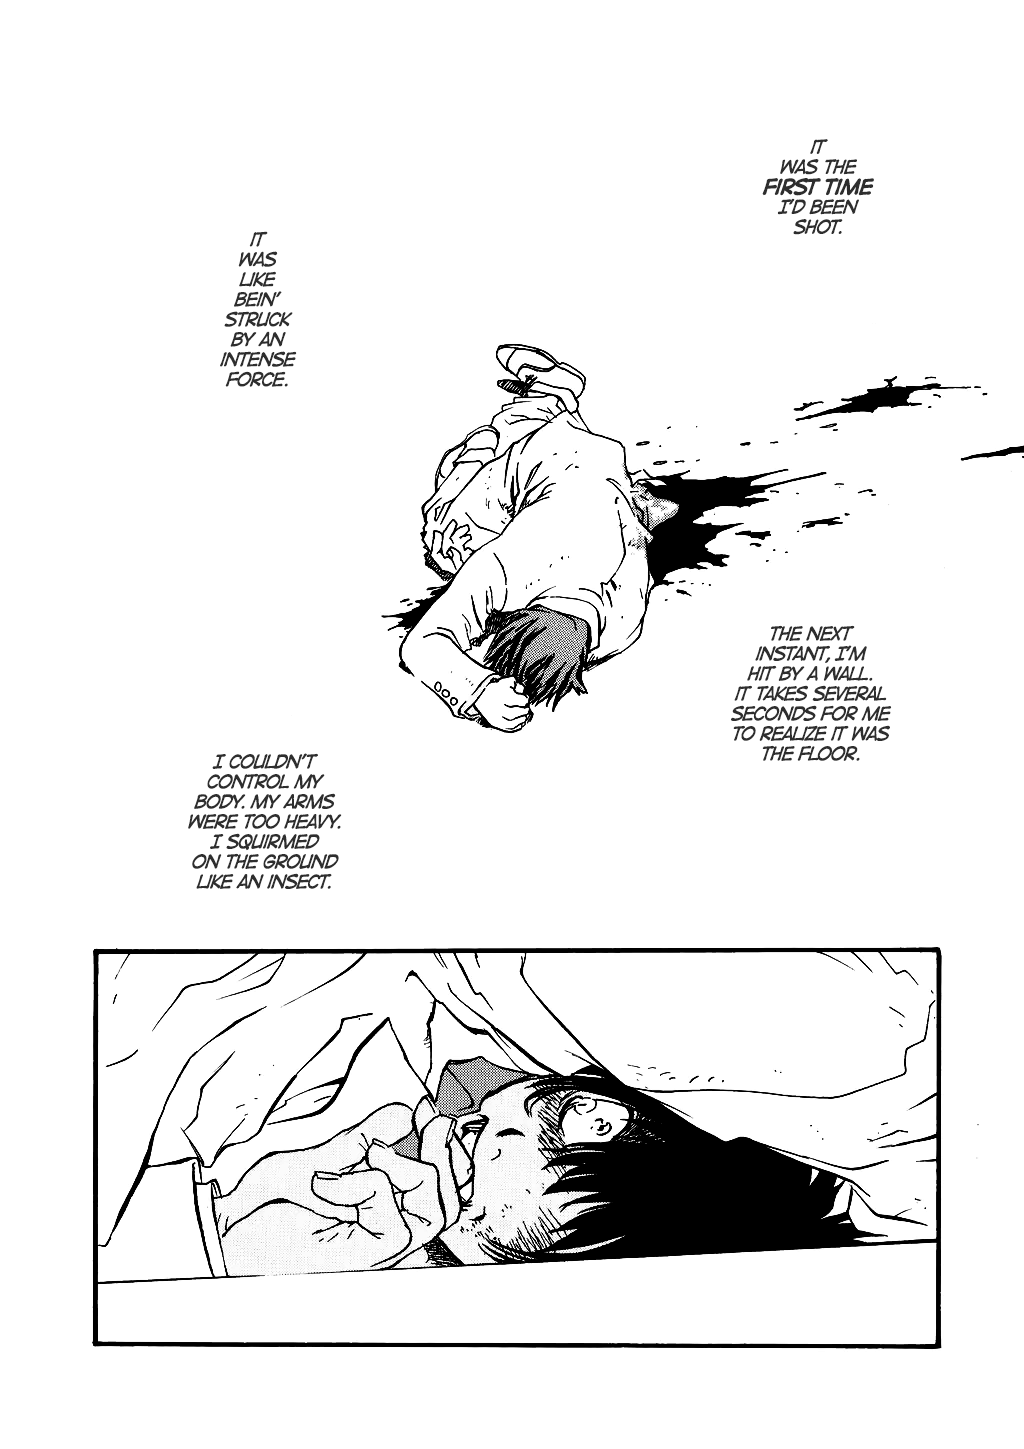 IT
WAS THE
FIRST TIME
I'D BEEN
SHOT.
IT
WAS
LIKE
BEIN'
STRUCK
BY AN
INTENSE
FORCE.
THE NEXT
INSTANT, I'M
HIT BY A WALL.
IT TAKES SEVERAL
SECONDS FOR ME
TO REALIZE IT WAS
THE FLOOR.
I COULDN'T
CONTROL MY
BODY. MY ARMS
WERE TOO HEAVY.
I SQUIRMED
ON THE GROUND
LIKE AN INSECT.